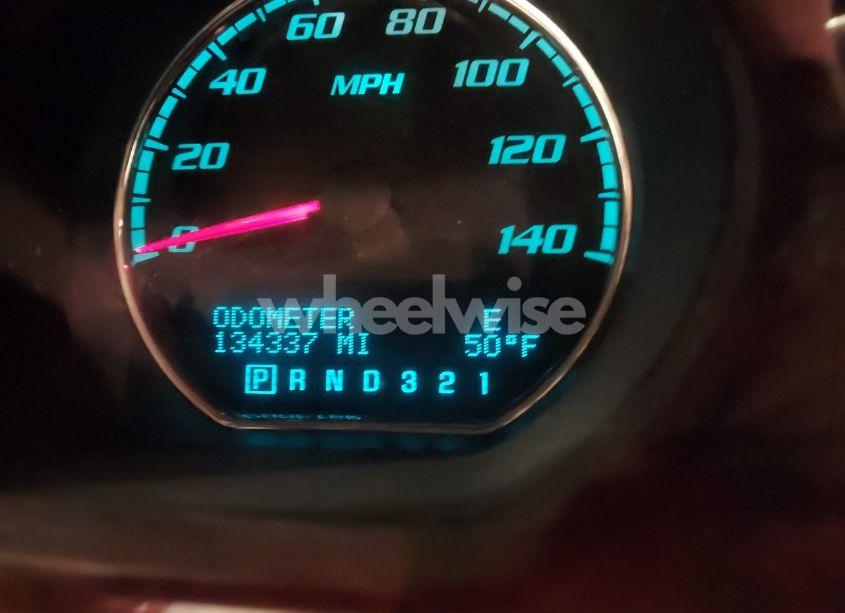 60 80
40 MPH 100
20 120
0 140
wheelwise
ODOMETER E
134337 MI 50°F
P R N D 3 2 1